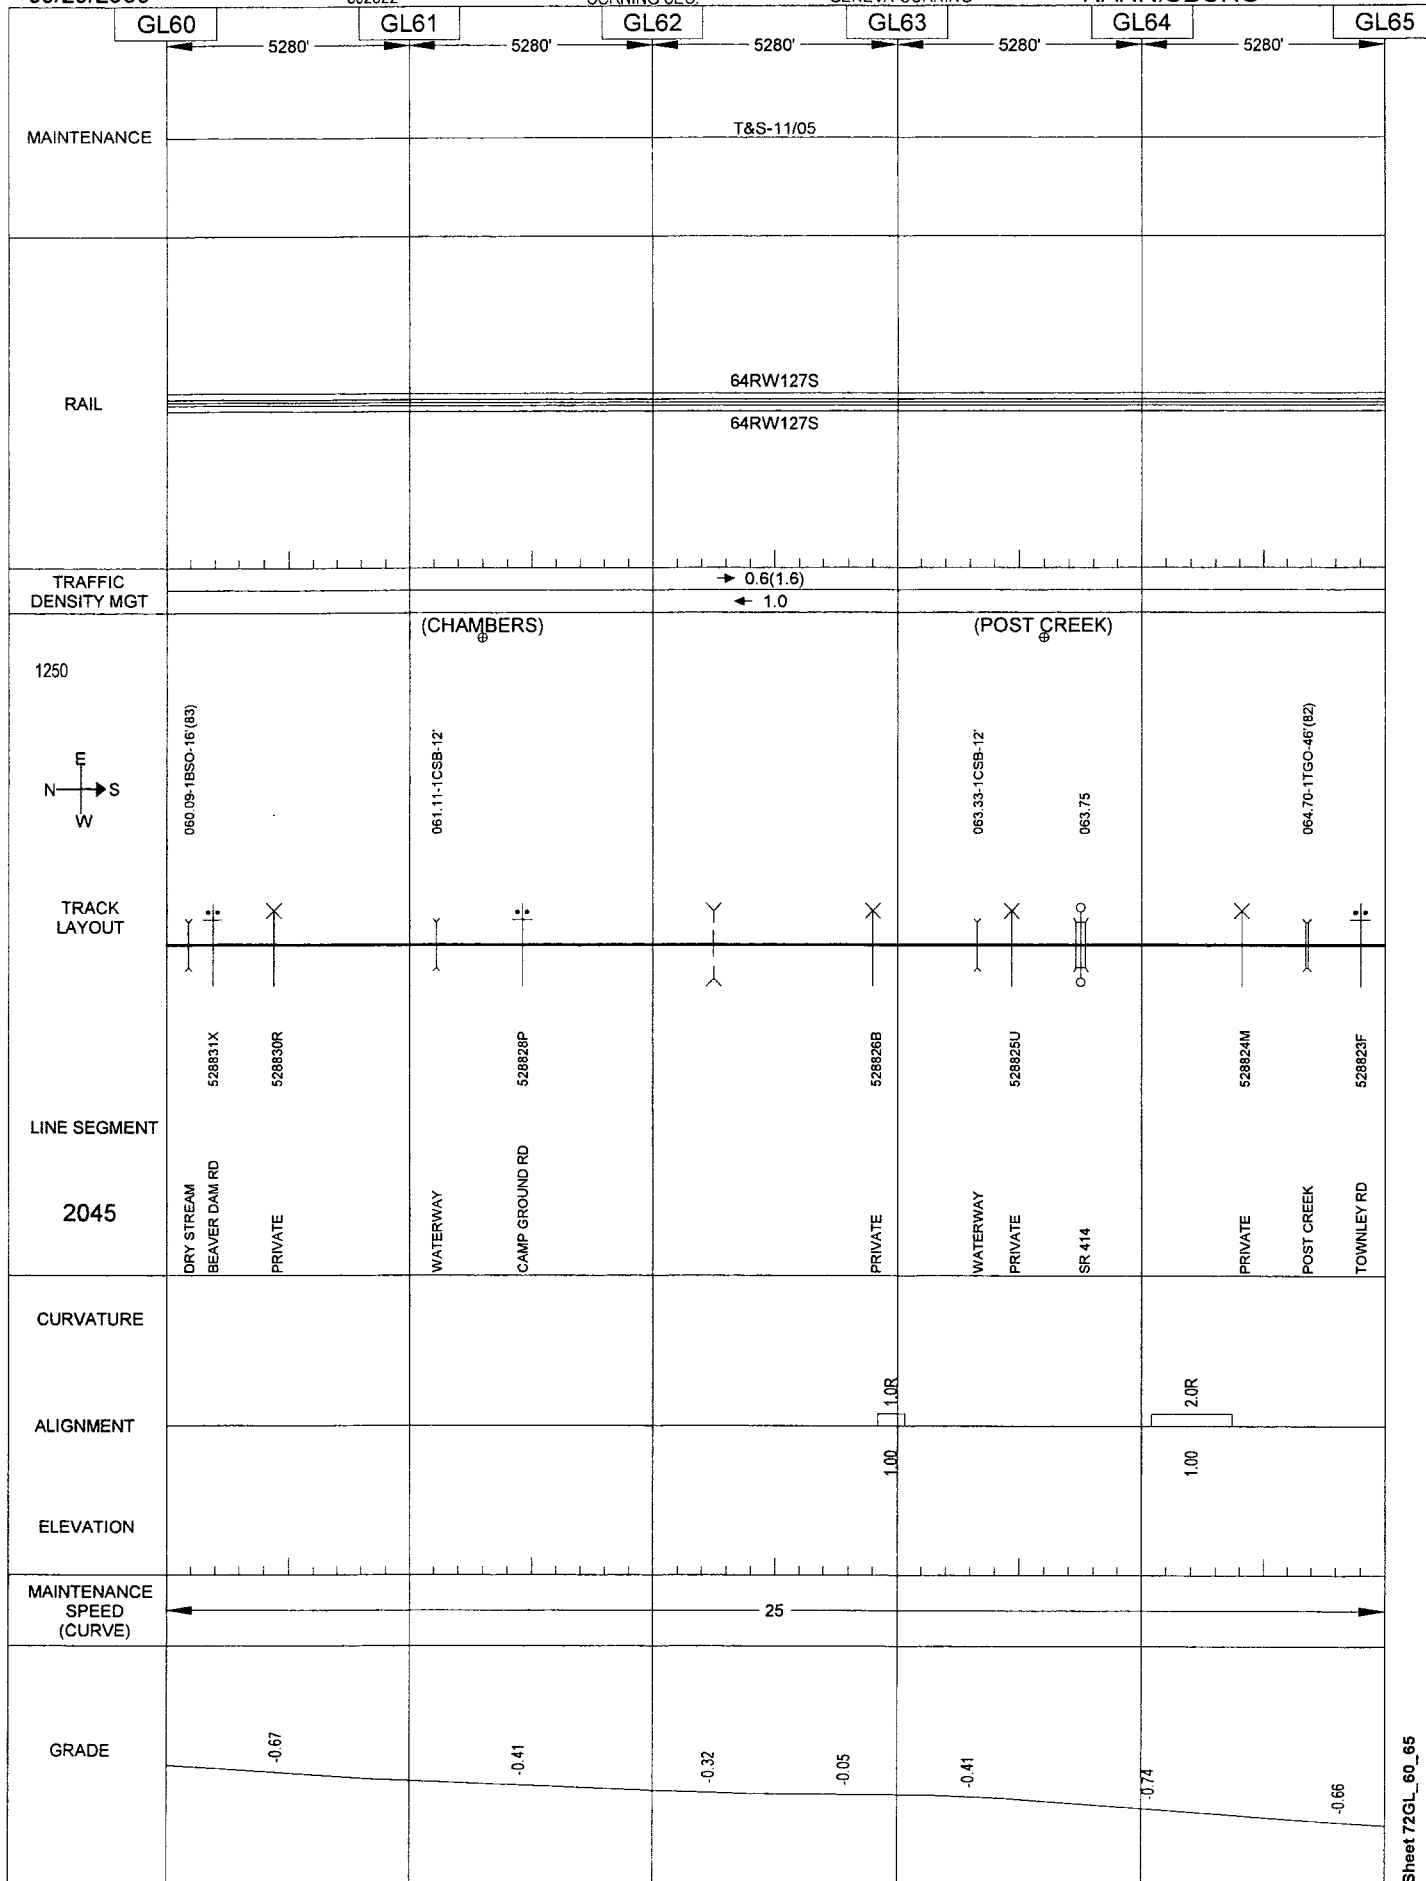 GL60 GL61 GL62 GL63 GL64 GL65
5280' 5280' 5280' 5280' 5280'
MAINTENANCE
T&S-11/05
RAIL
64RW127S
64RW127S
TRAFFIC
DENSITY MGT
0.6(1.6)
1.0
(CHAMBERS)
(POST CREEK)
1250
E
N
S
W
060.09-1BSO-16'(83)
061.11-1CSB-12'
063.33-1CSB-12'
063.75
064.70-1TGO-46'(82)
TRACK
LAYOUT
528831X
528830R
528828P
528826B
528825U
528824M
528823F
LINE SEGMENT
2045
DRY STREAM
BEAVER DAM RD
PRIVATE
WATERWAY
CAMP GROUND RD
PRIVATE
WATERWAY
PRIVATE
SR 414
PRIVATE
POST CREEK
TOWNLEY RD
CURVATURE
1.0R
2.0R
ALIGNMENT
1.00
1.00
ELEVATION
MAINTENANCE
SPEED
(CURVE)
25
GRADE
-0.67
-0.41
-0.32
-0.05
-0.41
-0.74
-0.66
Sheet 72GL_60_65